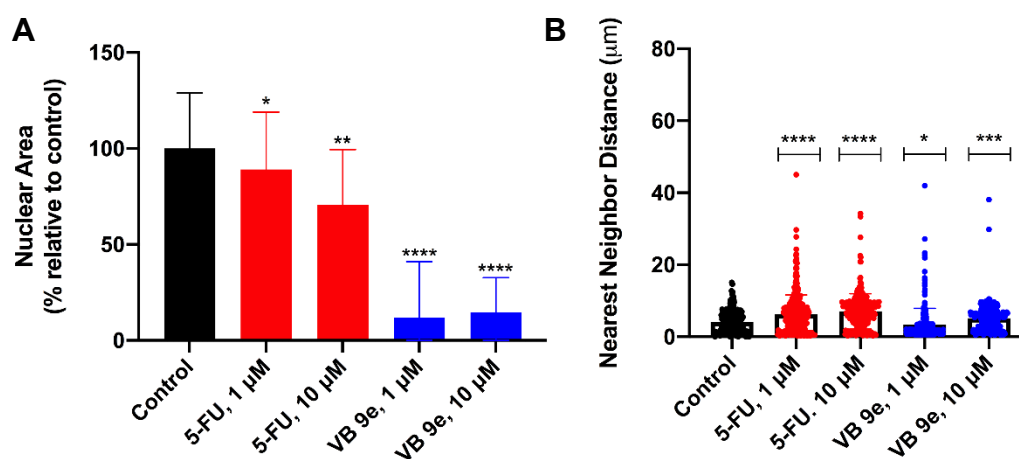 A
Nuclear Area
(% relative to control)
150
100
50
0
*
**
****
****
Control
5-FU, 1 μM
5-FU, 10 μM
VB 9e, 1 μM
VB 9e, 10 μM
B
Nearest Neighbor Distance (μm)
80
60
40
20
0
****
****
*
***
Control
5-FU, 1 μM
5-FU. 10 μM
VB 9e, 1 μM
VB 9e, 10 μM